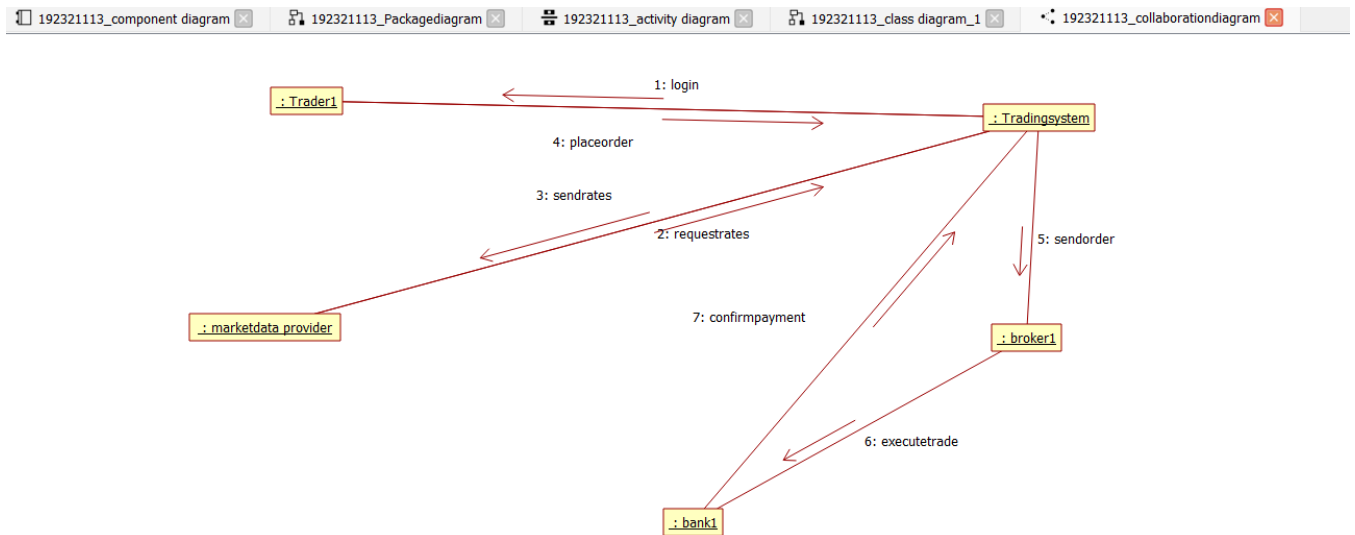 192321113_component diagram
192321113_Packagediagram
192321113_activity diagram
192321113_class diagram_1
192321113_collaborationdiagram
1: login
: Trader1
: Tradingsystem
4: placeorder
3: sendrates
2: requestrates
5: sendorder
7: confirmpayment
: marketdata provider
: broker1
6: executetrade
: bank1